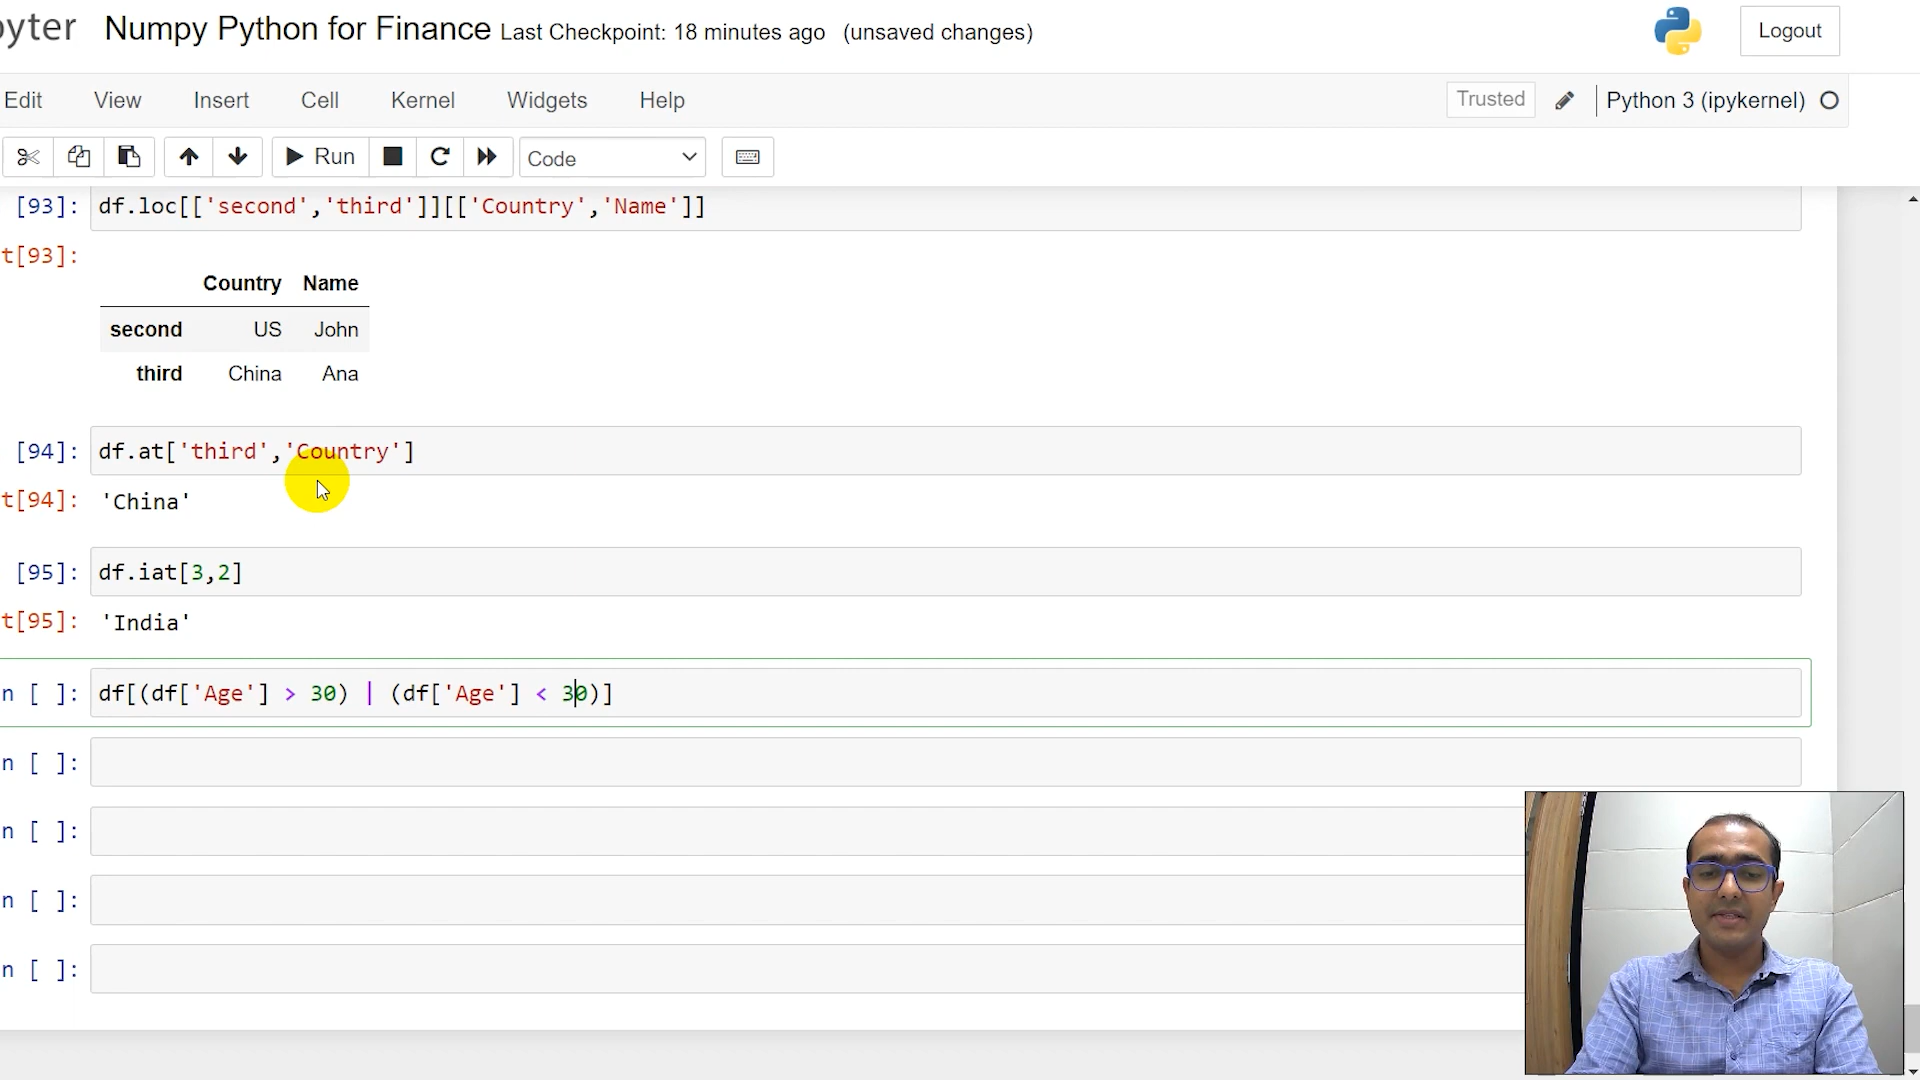 yter Numpy Python for Finance Last Checkpoint: 18 minutes ago (unsaved changes) Logout
Edit View Insert Cell Kernel Widgets Help Trusted Python 3 (ipykernel)
Run Code
[93]: df.loc[['second','third']][['Country','Name']]
t[93]:
Country Name
second US John
third China Ana
[94]: df.at['third','Country']
t[94]: 'China'
[95]: df.iat[3,2]
t[95]: 'India'
n [ ]: df[(df['Age'] > 30) | (df['Age'] < 30)]
n [ ]:
n [ ]:
n [ ]:
n [ ]: